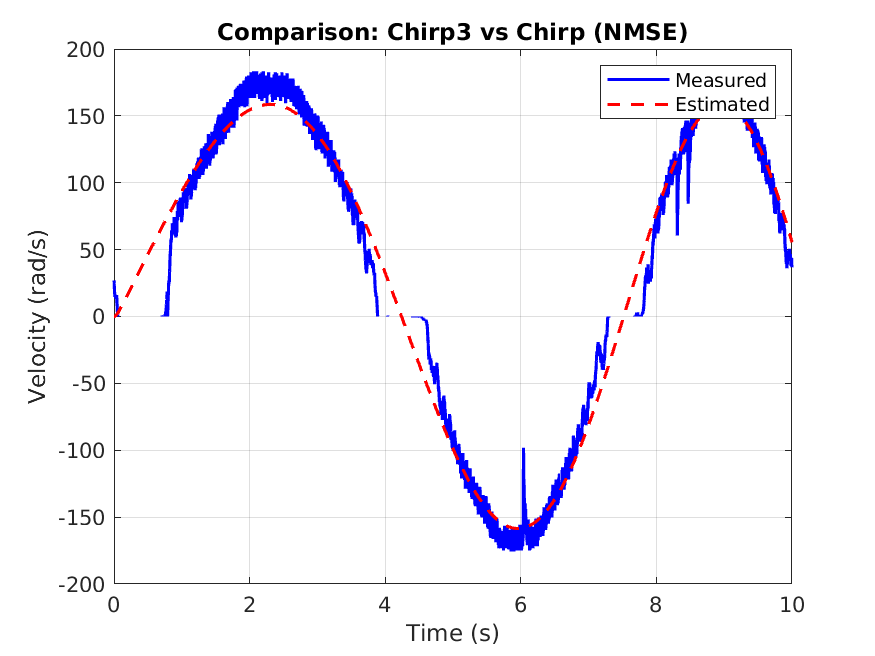 Comparison: Chirp3 vs Chirp (NMSE)
200
150
100
50
0
-50
-100
-150
-200
Velocity (rad/s)
Measured
Estimated
0 2 4 6 8 10
Time (s)